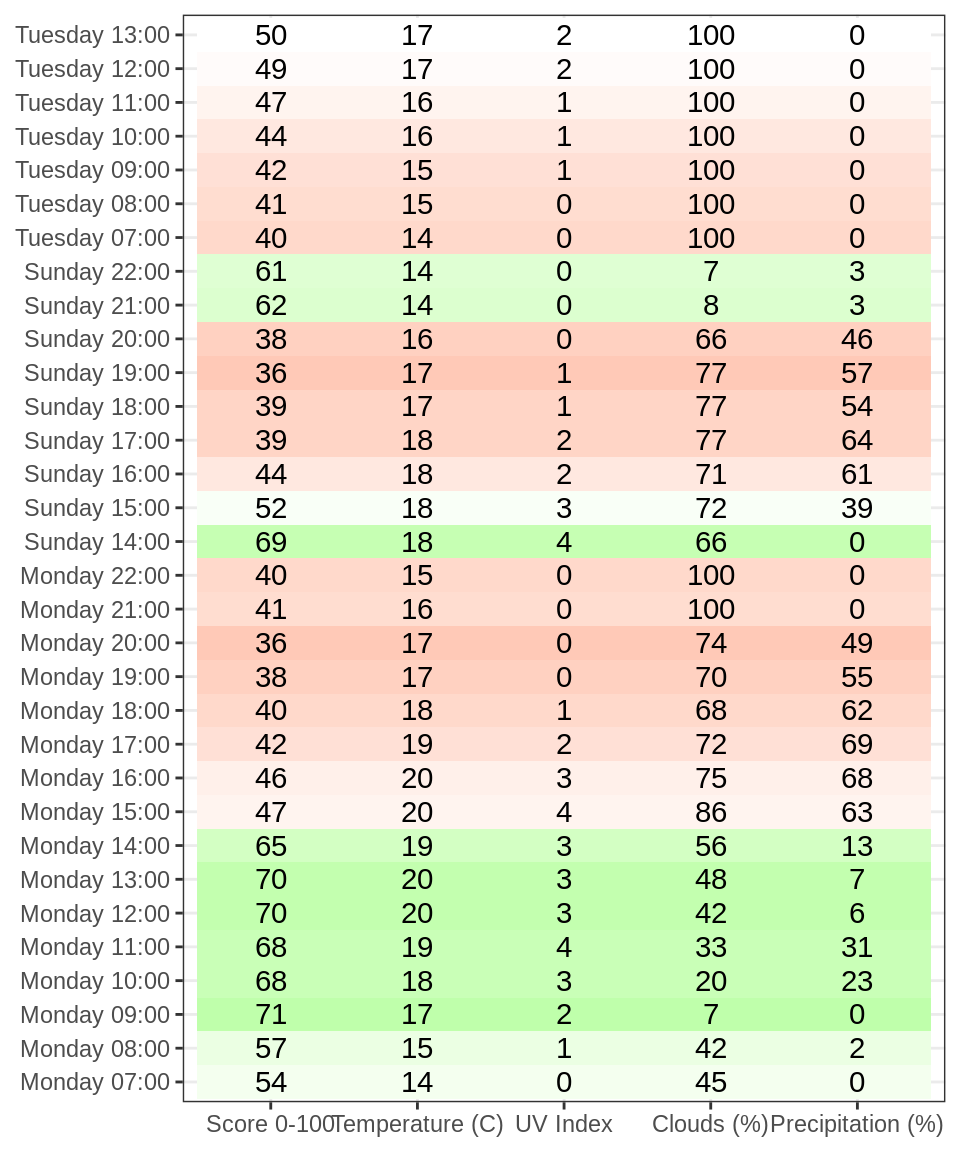 Tuesday 13:00 50 17 2 100 0
Tuesday 12:00 49 17 2 100 0
Tuesday 11:00 47 16 1 100 0
Tuesday 10:00 44 16 1 100 0
Tuesday 09:00 42 15 1 100 0
Tuesday 08:00 41 15 0 100 0
Tuesday 07:00 40 14 0 100 0
Sunday 22:00 61 14 0 7 3
Sunday 21:00 62 14 0 8 3
Sunday 20:00 38 16 0 66 46
Sunday 19:00 36 17 1 77 57
Sunday 18:00 39 17 1 77 54
Sunday 17:00 39 18 2 77 64
Sunday 16:00 44 18 2 71 61
Sunday 15:00 52 18 3 72 39
Sunday 14:00 69 18 4 66 0
Monday 22:00 40 15 0 100 0
Monday 21:00 41 16 0 100 0
Monday 20:00 36 17 0 74 49
Monday 19:00 38 17 0 70 55
Monday 18:00 40 18 1 68 62
Monday 17:00 42 19 2 72 69
Monday 16:00 46 20 3 75 68
Monday 15:00 47 20 4 86 63
Monday 14:00 65 19 3 56 13
Monday 13:00 70 20 3 48 7
Monday 12:00 70 20 3 42 6
Monday 11:00 68 19 4 33 31
Monday 10:00 68 18 3 20 23
Monday 09:00 71 17 2 7 0
Monday 08:00 57 15 1 42 2
Monday 07:00 54 14 0 45 0
Score 0-100 Temperature (C) UV Index Clouds (%) Precipitation (%)